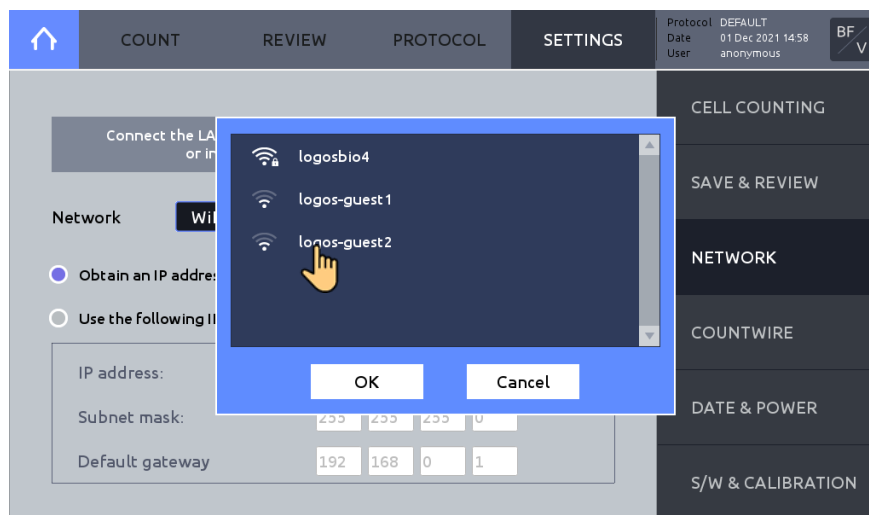 COUNT REVIEW PROTOCOL SETTINGS
Protocol DEFAULT
Date 01 Dec 2021 14:58
User anonymous
BF
V
CELL COUNTING
SAVE & REVIEW
NETWORK
COUNTWIRE
DATE & POWER
S/W & CALIBRATION
Connect the LA
or in
Network
Obtain an IP addre
Use the following
IP address:
Subnet mask: 255 255 255 0
Default gateway 192 168 0 1
logosbio4
logos-guest1
logos-guest2
OK Cancel